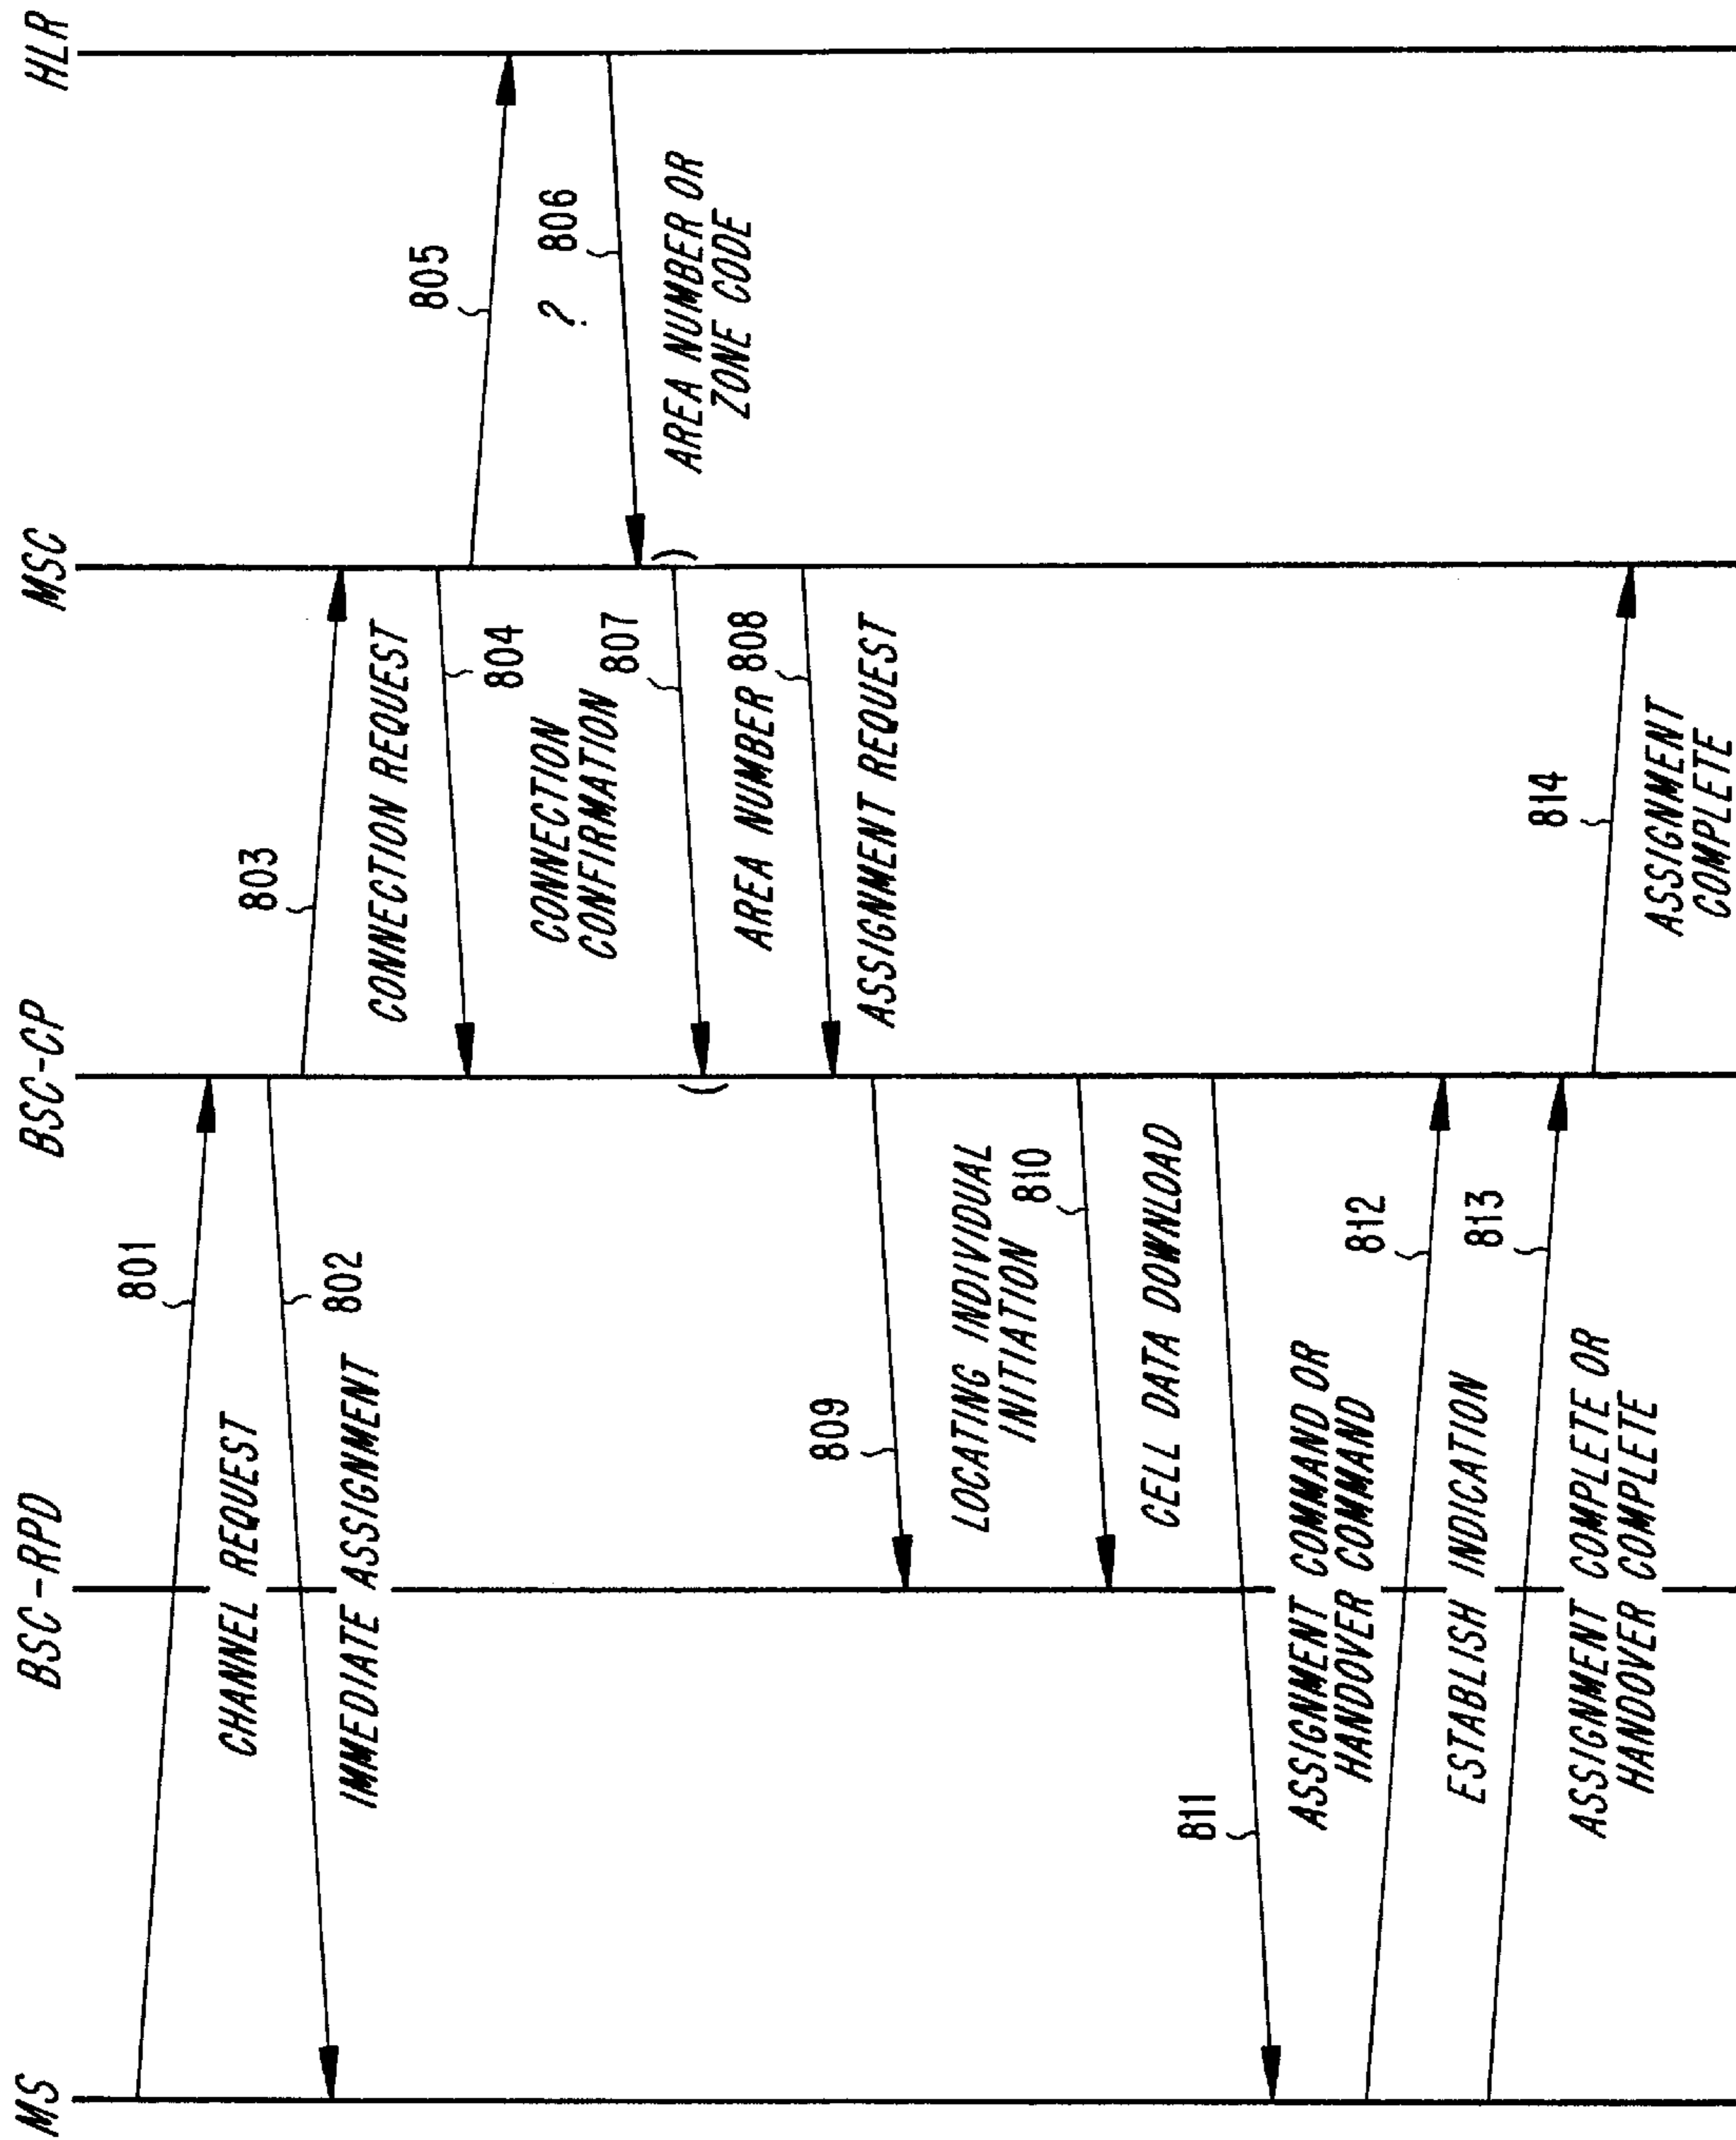 MS
BSC-RPD
BSC-CP
MSC
HLR
801
CHANNEL REQUEST
802
IMMEDIATE ASSIGNMENT
803
CONNECTION REQUEST
804
CONNECTION
CONFIRMATION
805
?
806
AREA NUMBER OR
ZONE CODE
807
( )
AREA NUMBER
808
ASSIGNMENT REQUEST
809
LOCATING INDIVIDUAL
INITIATION
810
CELL DATA DOWNLOAD
811
ASSIGNMENT COMMAND OR
HANDOVER COMMAND
812
ESTABLISH INDICATION
813
ASSIGNMENT COMPLETE OR
HANDOVER COMPLETE
814
ASSIGNMENT
COMPLETE